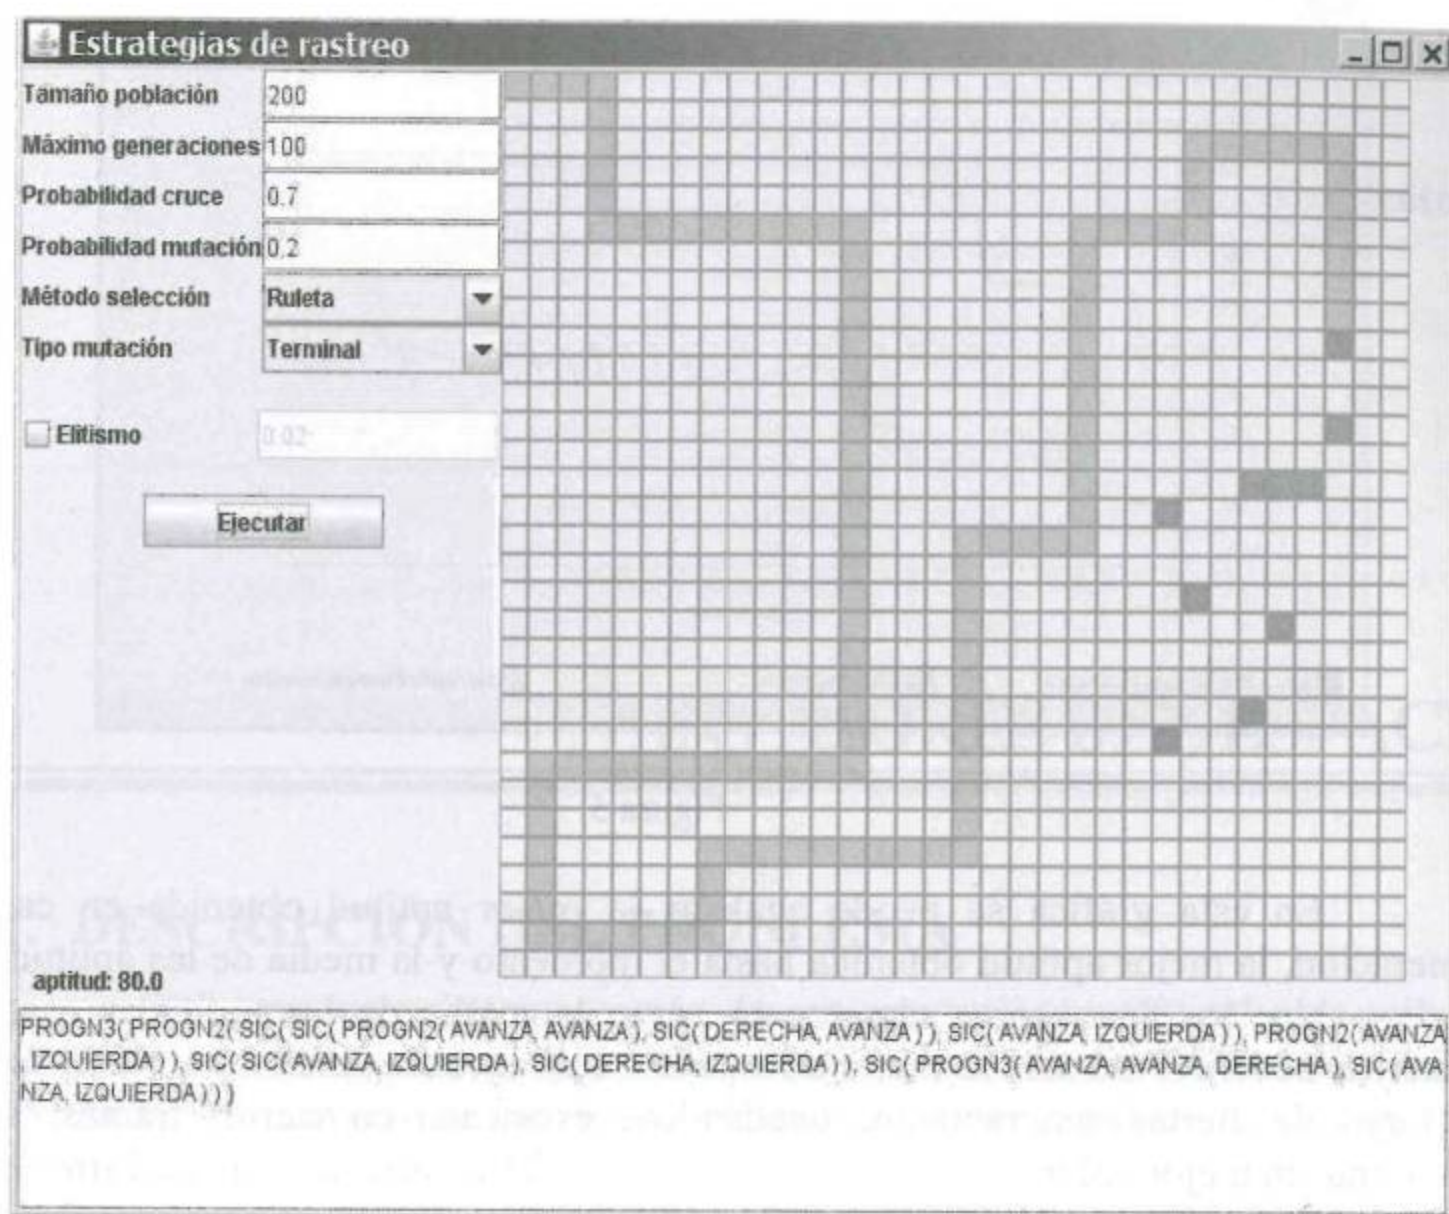 Estrategias de rastreo
Tamaño población 200
Máximo generaciones 100
Probabilidad cruce 0.7
Probabilidad mutación 0.2
Método selección Ruleta
Tipo mutación Terminal
Elitismo 0.02
Ejecutar
aptitud: 80.0
PROGN3( PROGN2( SIC( SIC( PROGN2( AVANZA, AVANZA ), SIC( DERECHA, AVANZA ) ), SIC( AVANZA, IZQUIERDA ) ), PROGN2( AVANZA
, IZQUIERDA ) ), SIC( SIC( AVANZA, IZQUIERDA ), SIC( DERECHA, IZQUIERDA ) ), SIC( PROGN3( AVANZA, AVANZA, DERECHA ), SIC( AVA
NZA, IZQUIERDA ) ) )